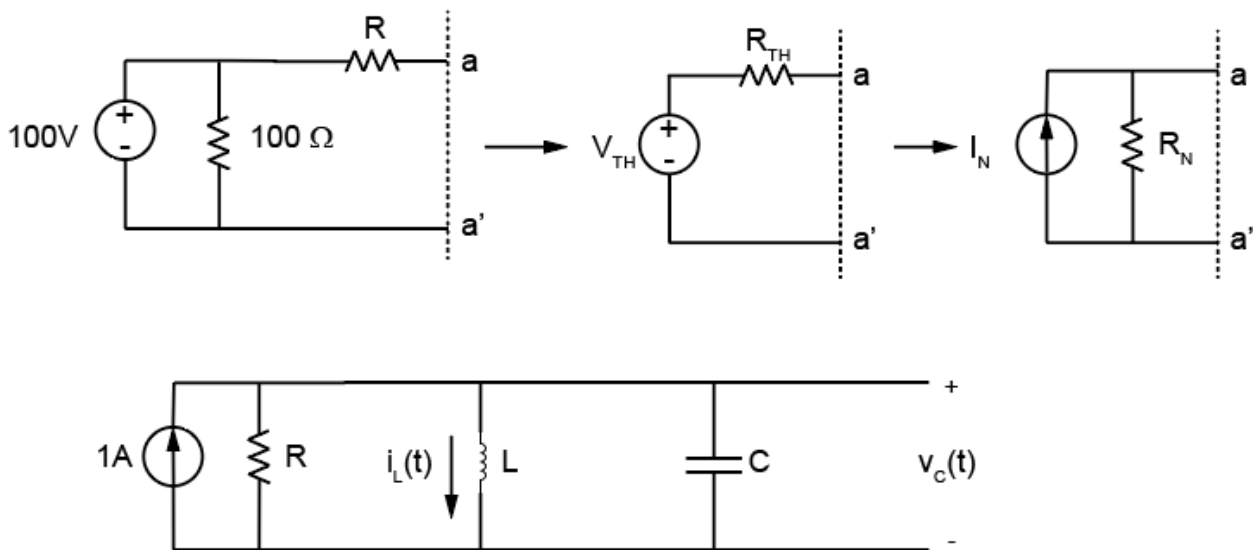 R
a
100V
+
-
100 Ω
a'
R_TH
a
V_TH
+
-
a'
a
I_N
R_N
a'
1A
R
i_L(t)
L
C
+
v_C(t)
-